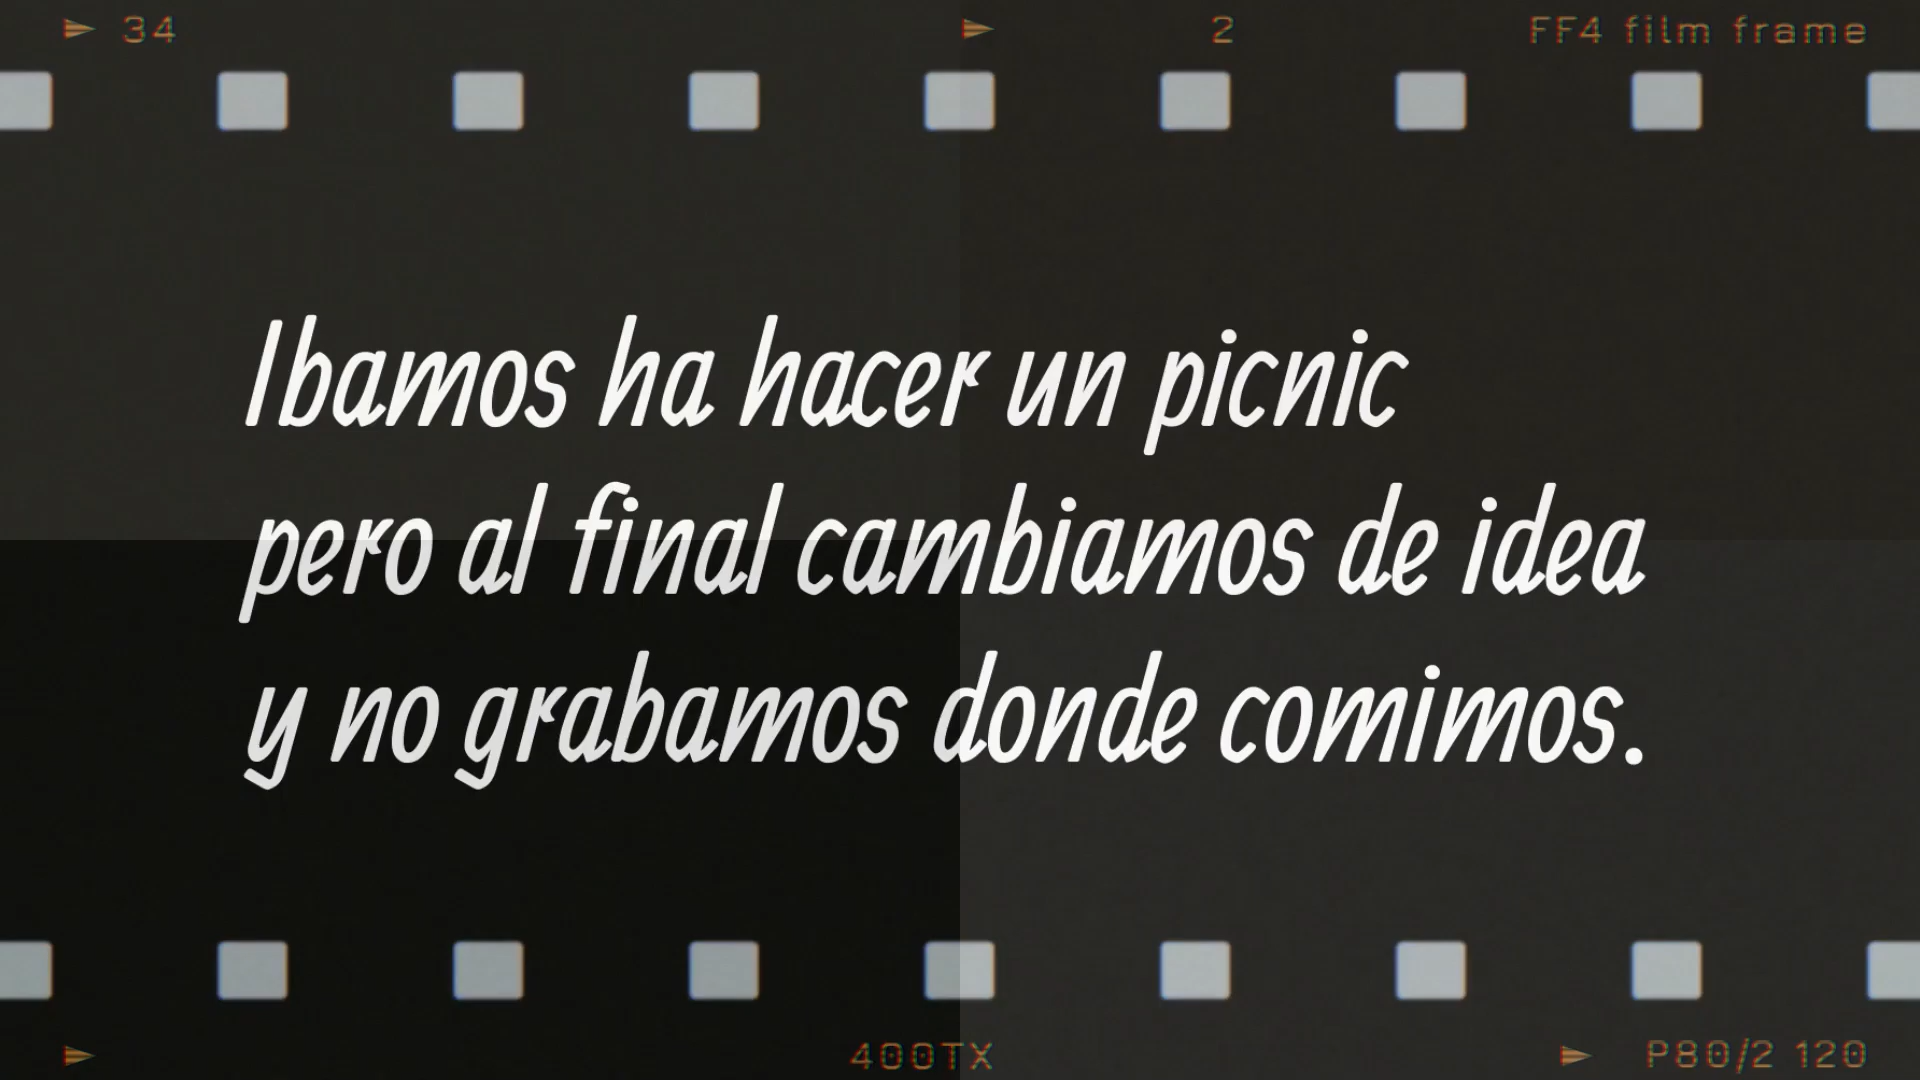 34 2 FF4 film frame
Ibamos ha hacer un picnic
pero al final cambiamos de idea
y no grabamos donde comimos.
400TX P80/2 120